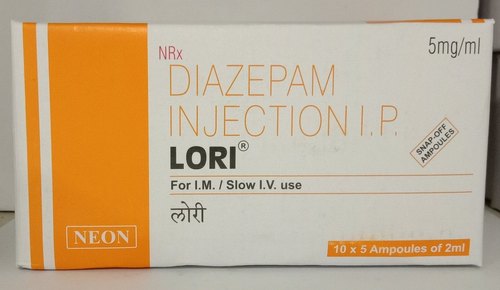 NRx
5mg/ml
DIAZEPAM
INJECTION I.P.
LORI®
SNAP-OFF
AMPOULES
For I.M. / Slow I.V. use
लोरी
NEON
10 x 5 Ampoules of 2ml